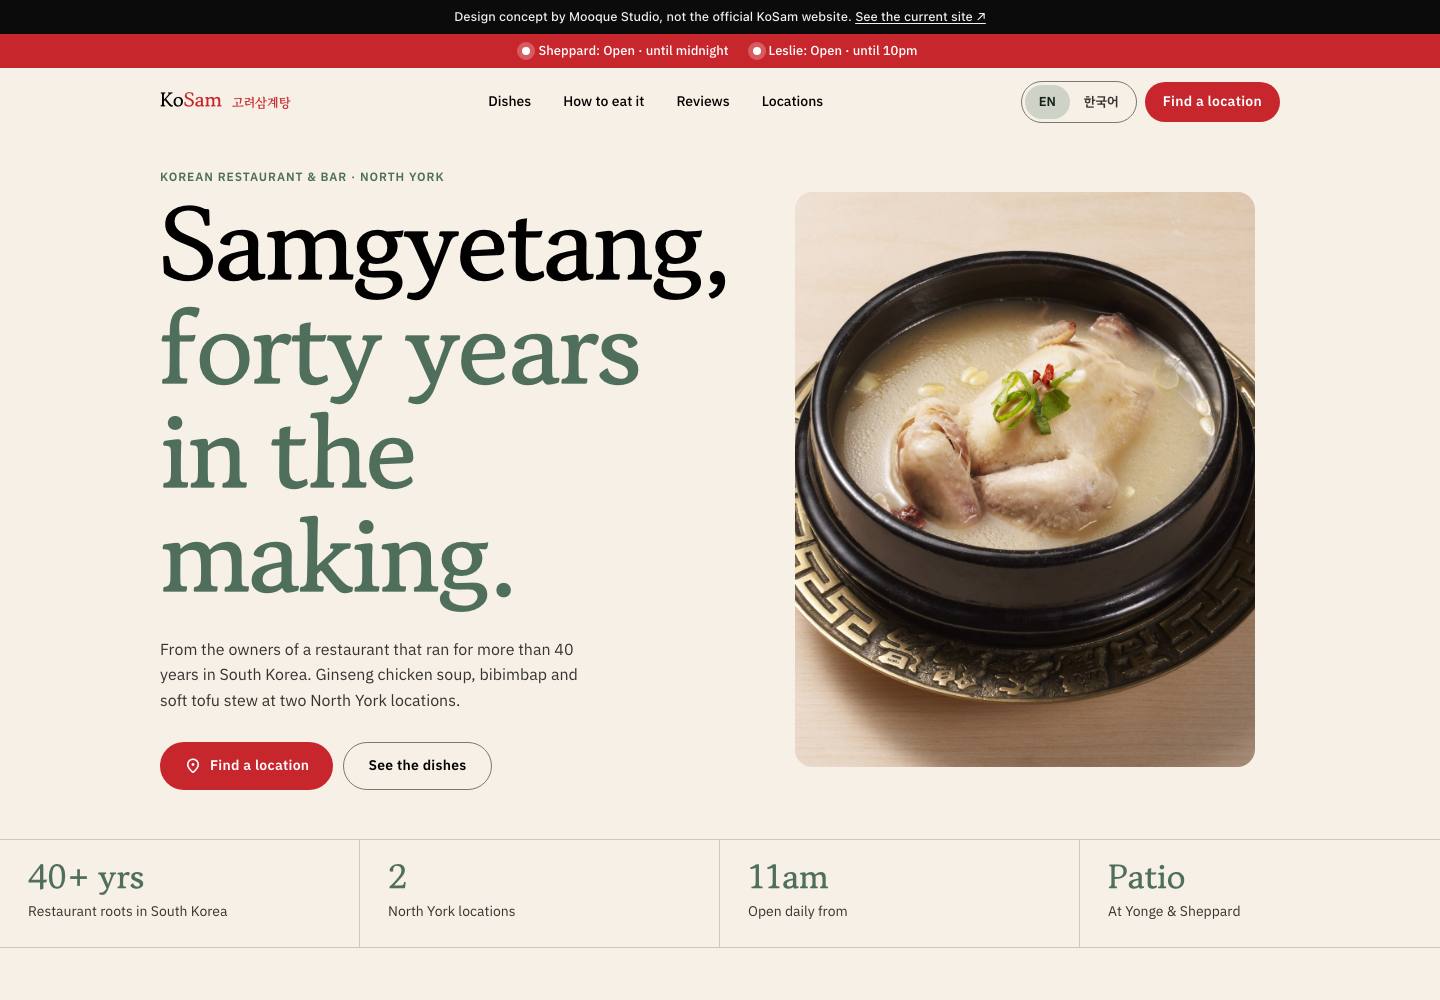 Design concept by Mooque Studio, not the official KoSam website. See the current site ↗
Sheppard: Open · until midnight Leslie: Open · until 10pm
KoSam 고려삼계탕 Dishes How to eat it Reviews Locations EN 한국어 Find a location
KOREAN RESTAURANT & BAR · NORTH YORK
Samgyetang,
forty years
in the
making.
From the owners of a restaurant that ran for more than 40
years in South Korea. Ginseng chicken soup, bibimbap and
soft tofu stew at two North York locations.
Find a location See the dishes
40+ yrs 2 11am Patio
Restaurant roots in South Korea North York locations Open daily from At Yonge & Sheppard